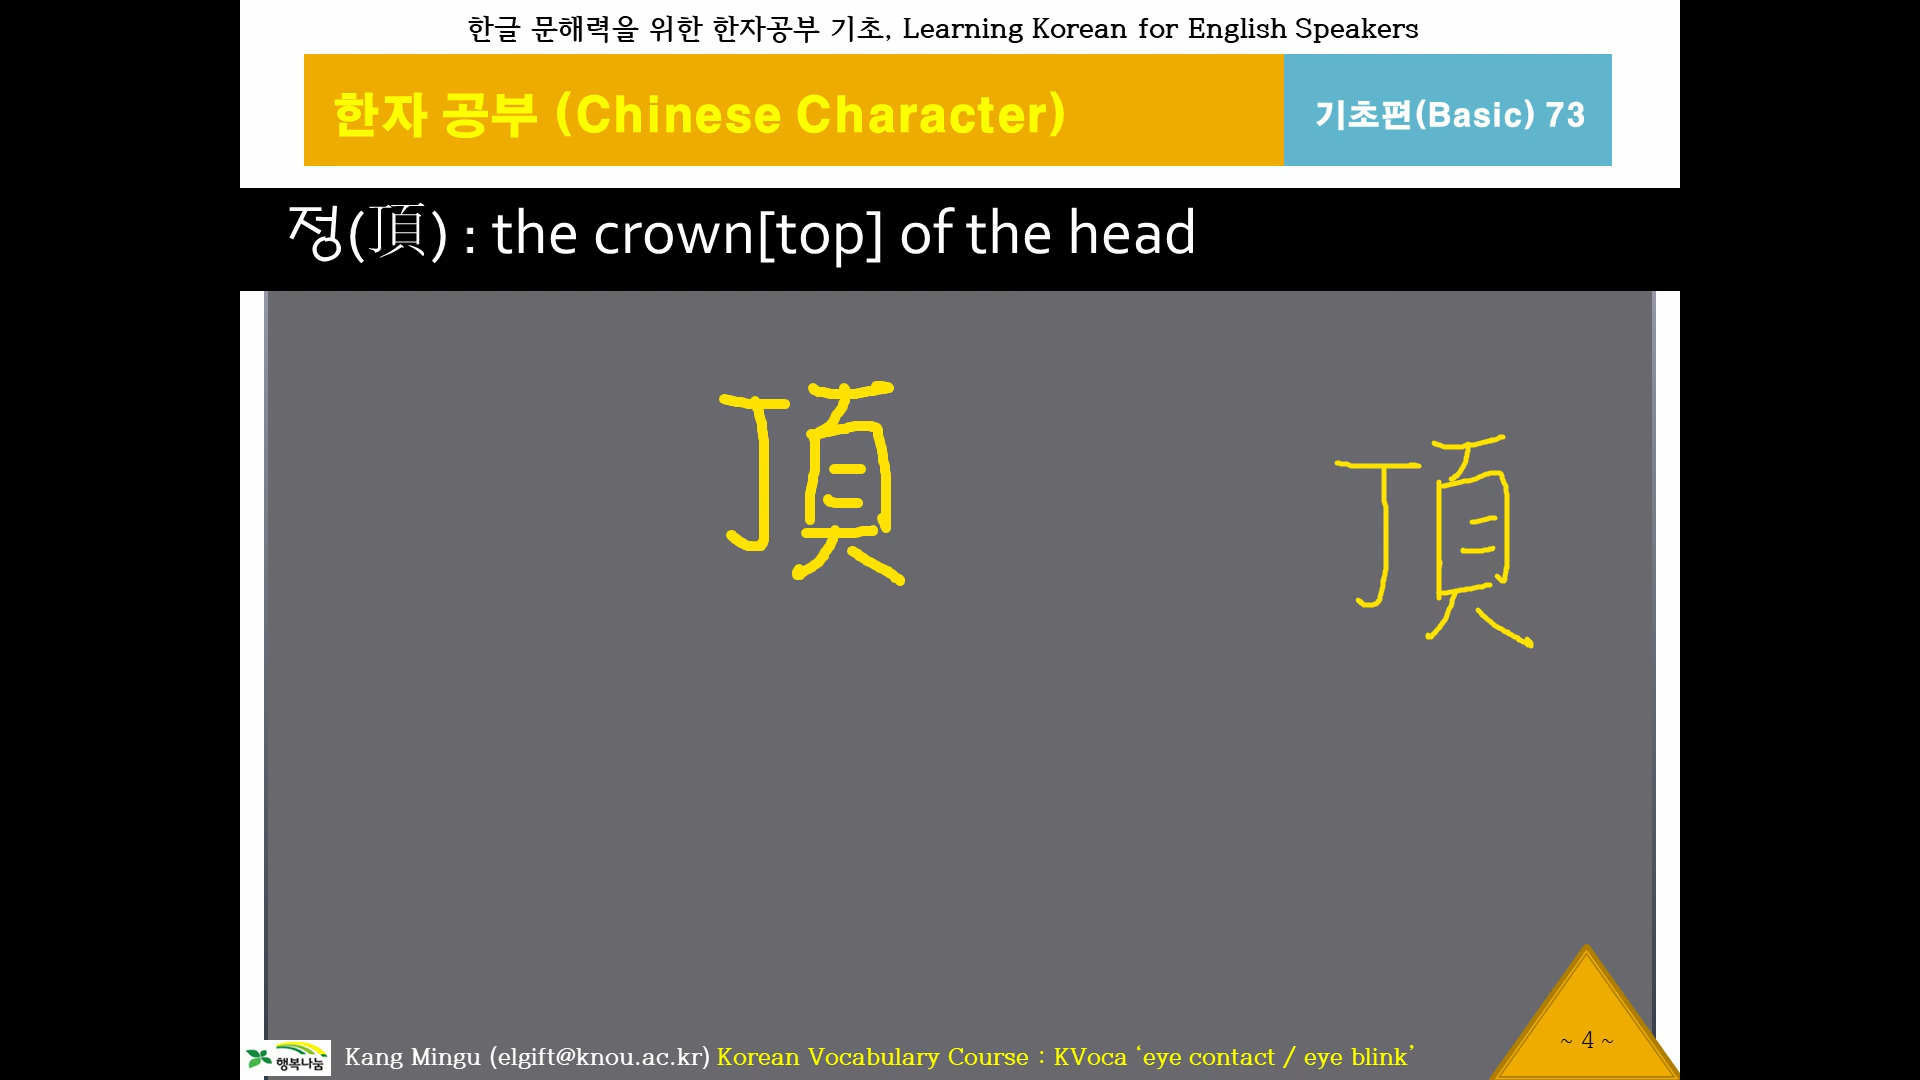 한글 문해력을 위한 한자공부 기초, Learning Korean for English Speakers
한자 공부 (Chinese Character)
기초편(Basic) 73
정(頂) : the crown[top] of the head
頂
頂
행복나눔
Kang Mingu (elgift@knou.ac.kr) Korean Vocabulary Course : KVoca ‘eye contact / eye blink’
~ 4 ~